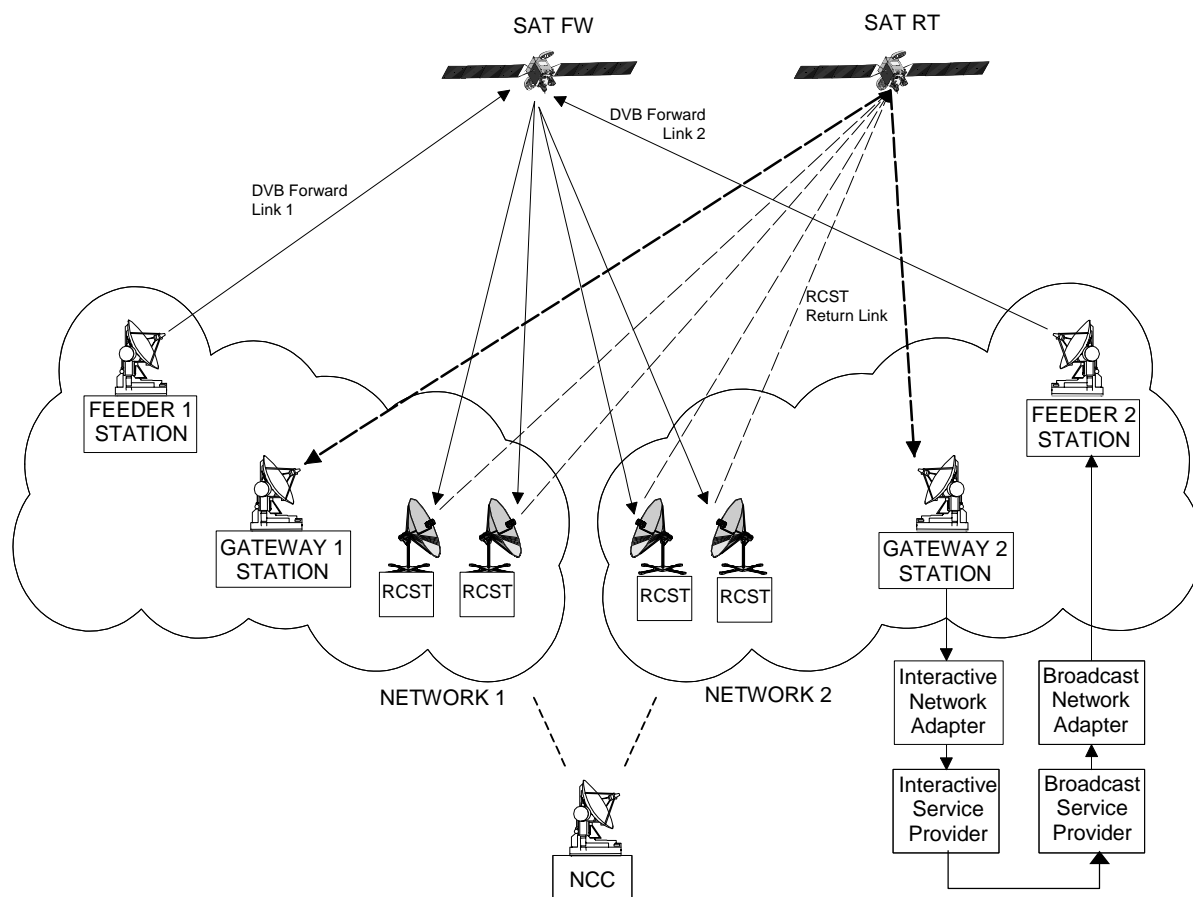 SAT FW
SAT RT
DVB Forward
Link 2
DVB Forward
Link 1
RCST
Return Link
FEEDER 1
STATION
FEEDER 2
STATION
GATEWAY 1
STATION
GATEWAY 2
STATION
RCST
RCST
RCST
RCST
NETWORK 1
NETWORK 2
Interactive
Network
Adapter
Broadcast
Network
Adapter
Interactive
Service
Provider
Broadcast
Service
Provider
NCC